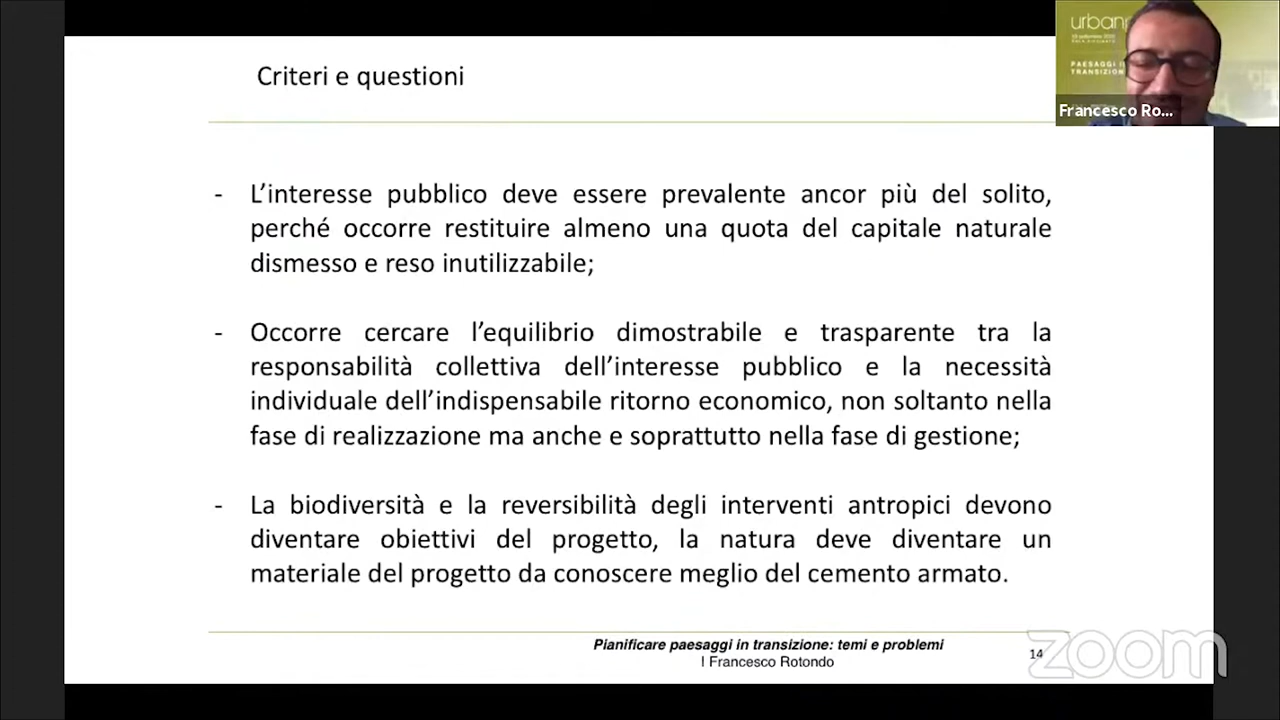 Criteri e questioni
- L’interesse pubblico deve essere prevalente ancor più del solito,
perché occorre restituire almeno una quota del capitale naturale
dismesso e reso inutilizzabile;
- Occorre cercare l’equilibrio dimostrabile e trasparente tra la
responsabilità collettiva dell’interesse pubblico e la necessità
individuale dell’indispensabile ritorno economico, non soltanto nella
fase di realizzazione ma anche e soprattutto nella fase di gestione;
- La biodiversità e la reversibilità degli interventi antropici devono
diventare obiettivi del progetto, la natura deve diventare un
materiale del progetto da conoscere meglio del cemento armato.
Pianificare paesaggi in transizione: temi e problemi
I Francesco Rotondo
14
zoom
PAESAGGI
TRANSIZION
Francesco Ro...